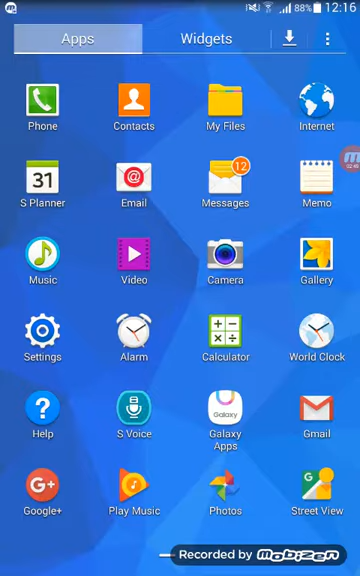 88% 12:16
Apps Widgets
Phone Contacts My Files Internet
31 @ 12
S Planner Email Messages Memo
02:45
Music Video Camera Gallery
Settings Alarm Calculator World Clock
?
Galaxy
Help S Voice Galaxy Apps Gmail
G+
Google+ Play Music Photos Street View
Recorded by mobizen